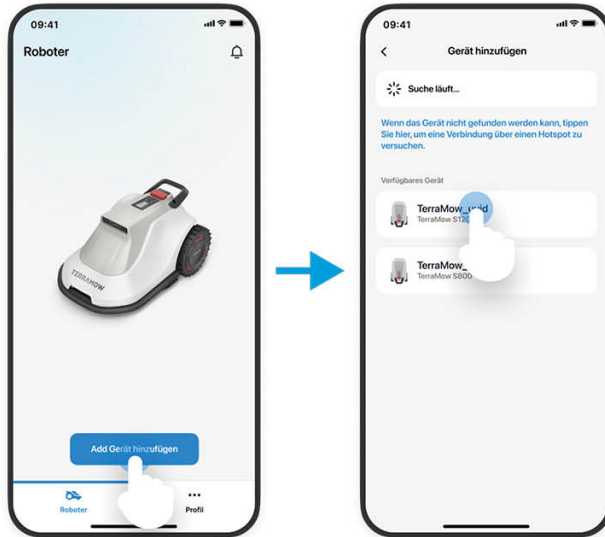 09:41
Roboter
TERRAMOW
Add Gerät hinzufügen
Roboter
Profil
09:41
Gerät hinzufügen
Suche läuft...
Wenn das Gerät nicht gefunden werden kann, tippen
Sie hier, um eine Verbindung über einen Hotspot zu
versuchen.
Verfügbares Gerät
TerraMow_uuid
TerraMow S120
TerraMow_
TerraMow S800